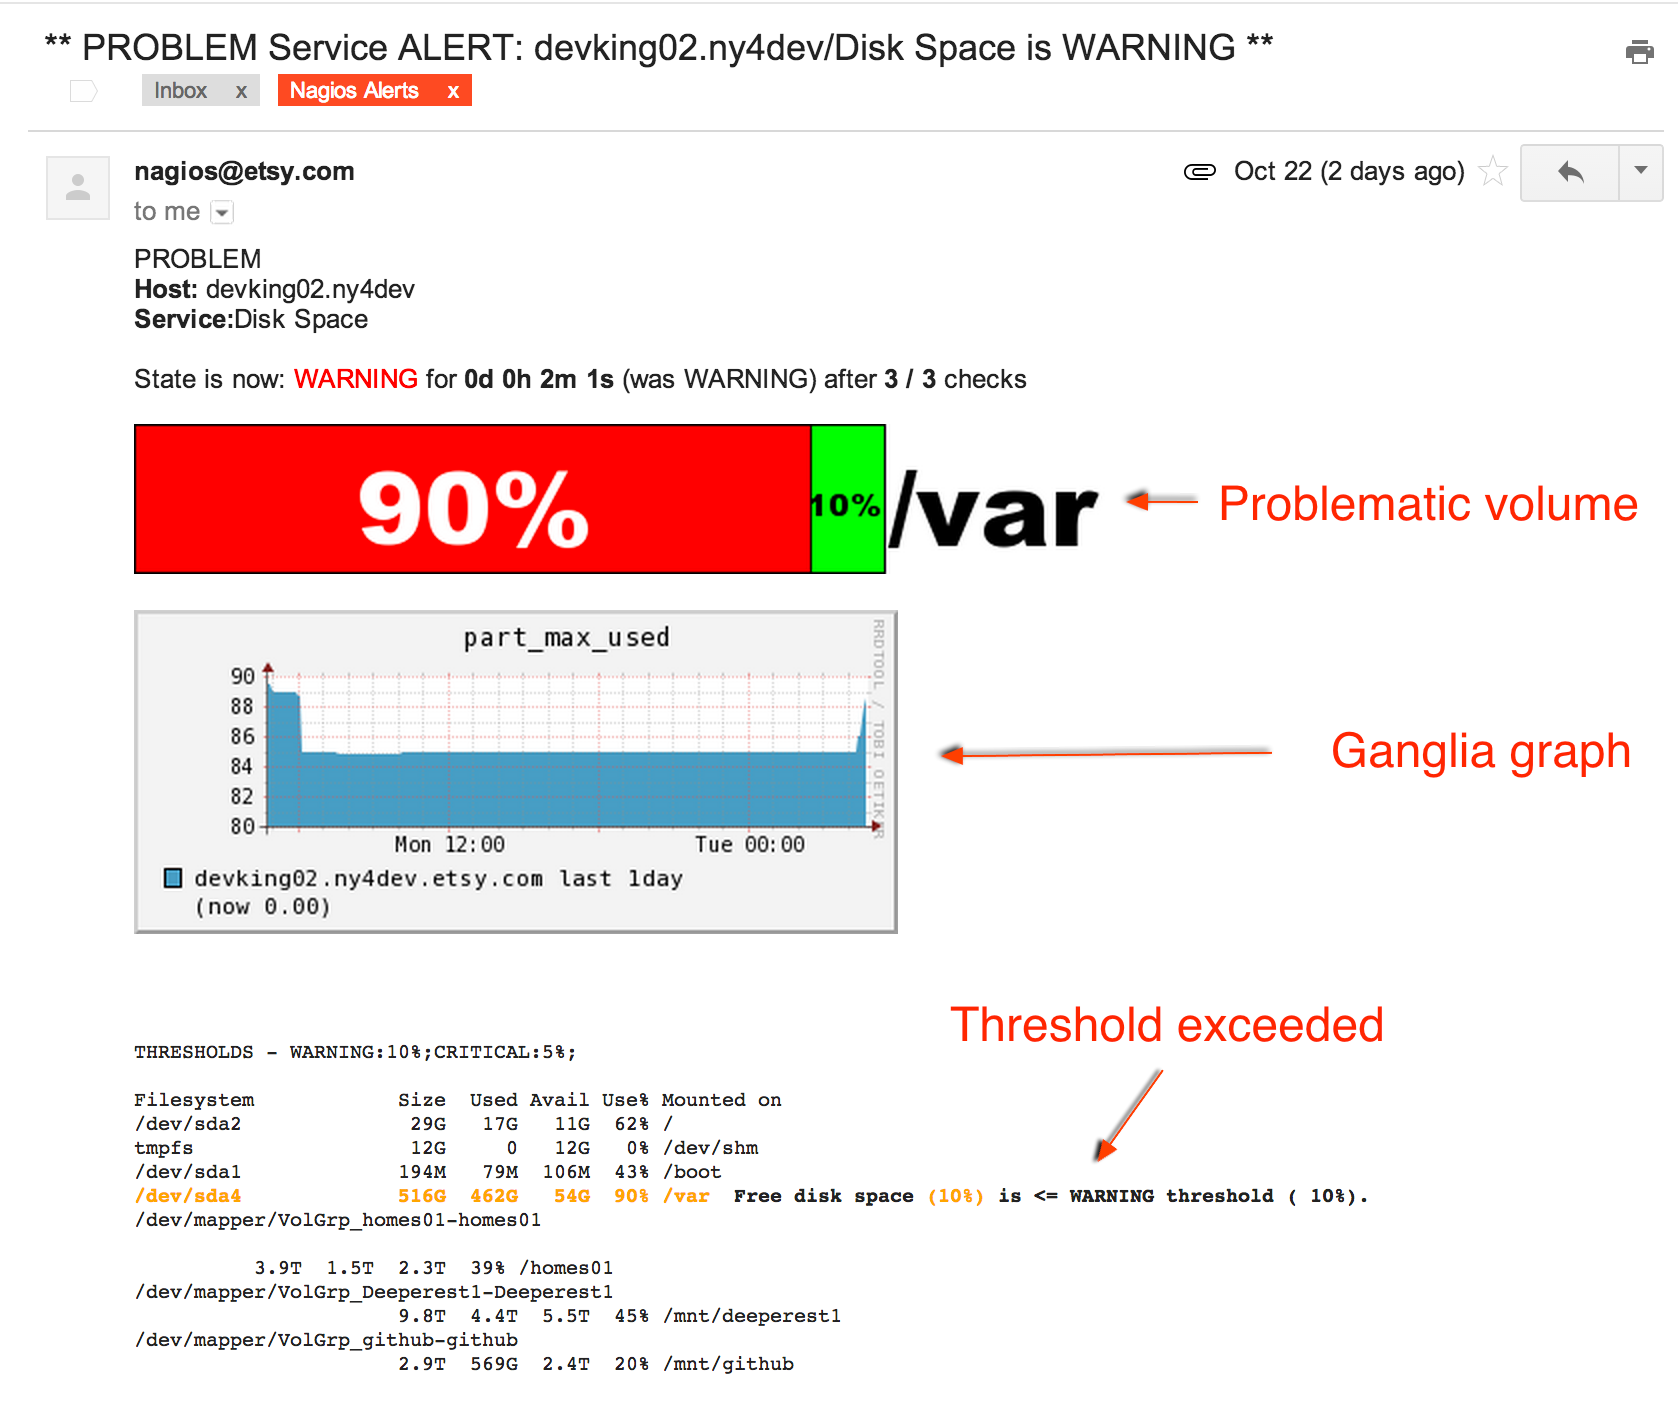 ** PROBLEM Service ALERT: devking02.ny4dev/Disk Space is WARNING **
Inbox x Nagios Alerts x
nagios@etsy.com Oct 22 (2 days ago)
to me
PROBLEM
Host: devking02.ny4dev
Service:Disk Space
State is now: WARNING for 0d 0h 2m 1s (was WARNING) after 3 / 3 checks
90% 10% /var Problematic volume
part_max_used
RRDTOOL / TOBI OETIKER
90
88
86
84
82
80
Mon 12:00 Tue 00:00
devking02.ny4dev.etsy.com last 1day
(now 0.00)
Ganglia graph
Threshold exceeded
THRESHOLDS - WARNING:10%;CRITICAL:5%;
Filesystem Size Used Avail Use% Mounted on
/dev/sda2 29G 17G 11G 62% /
tmpfs 12G 0 12G 0% /dev/shm
/dev/sda1 194M 79M 106M 43% /boot
/dev/sda4 516G 462G 54G 90% /var Free disk space (10%) is <= WARNING threshold ( 10%).
/dev/mapper/VolGrp_homes01-homes01
3.9T 1.5T 2.3T 39% /homes01
/dev/mapper/VolGrp_Deeperest1-Deeperest1
9.8T 4.4T 5.5T 45% /mnt/deeperest1
/dev/mapper/VolGrp_github-github
2.9T 569G 2.4T 20% /mnt/github